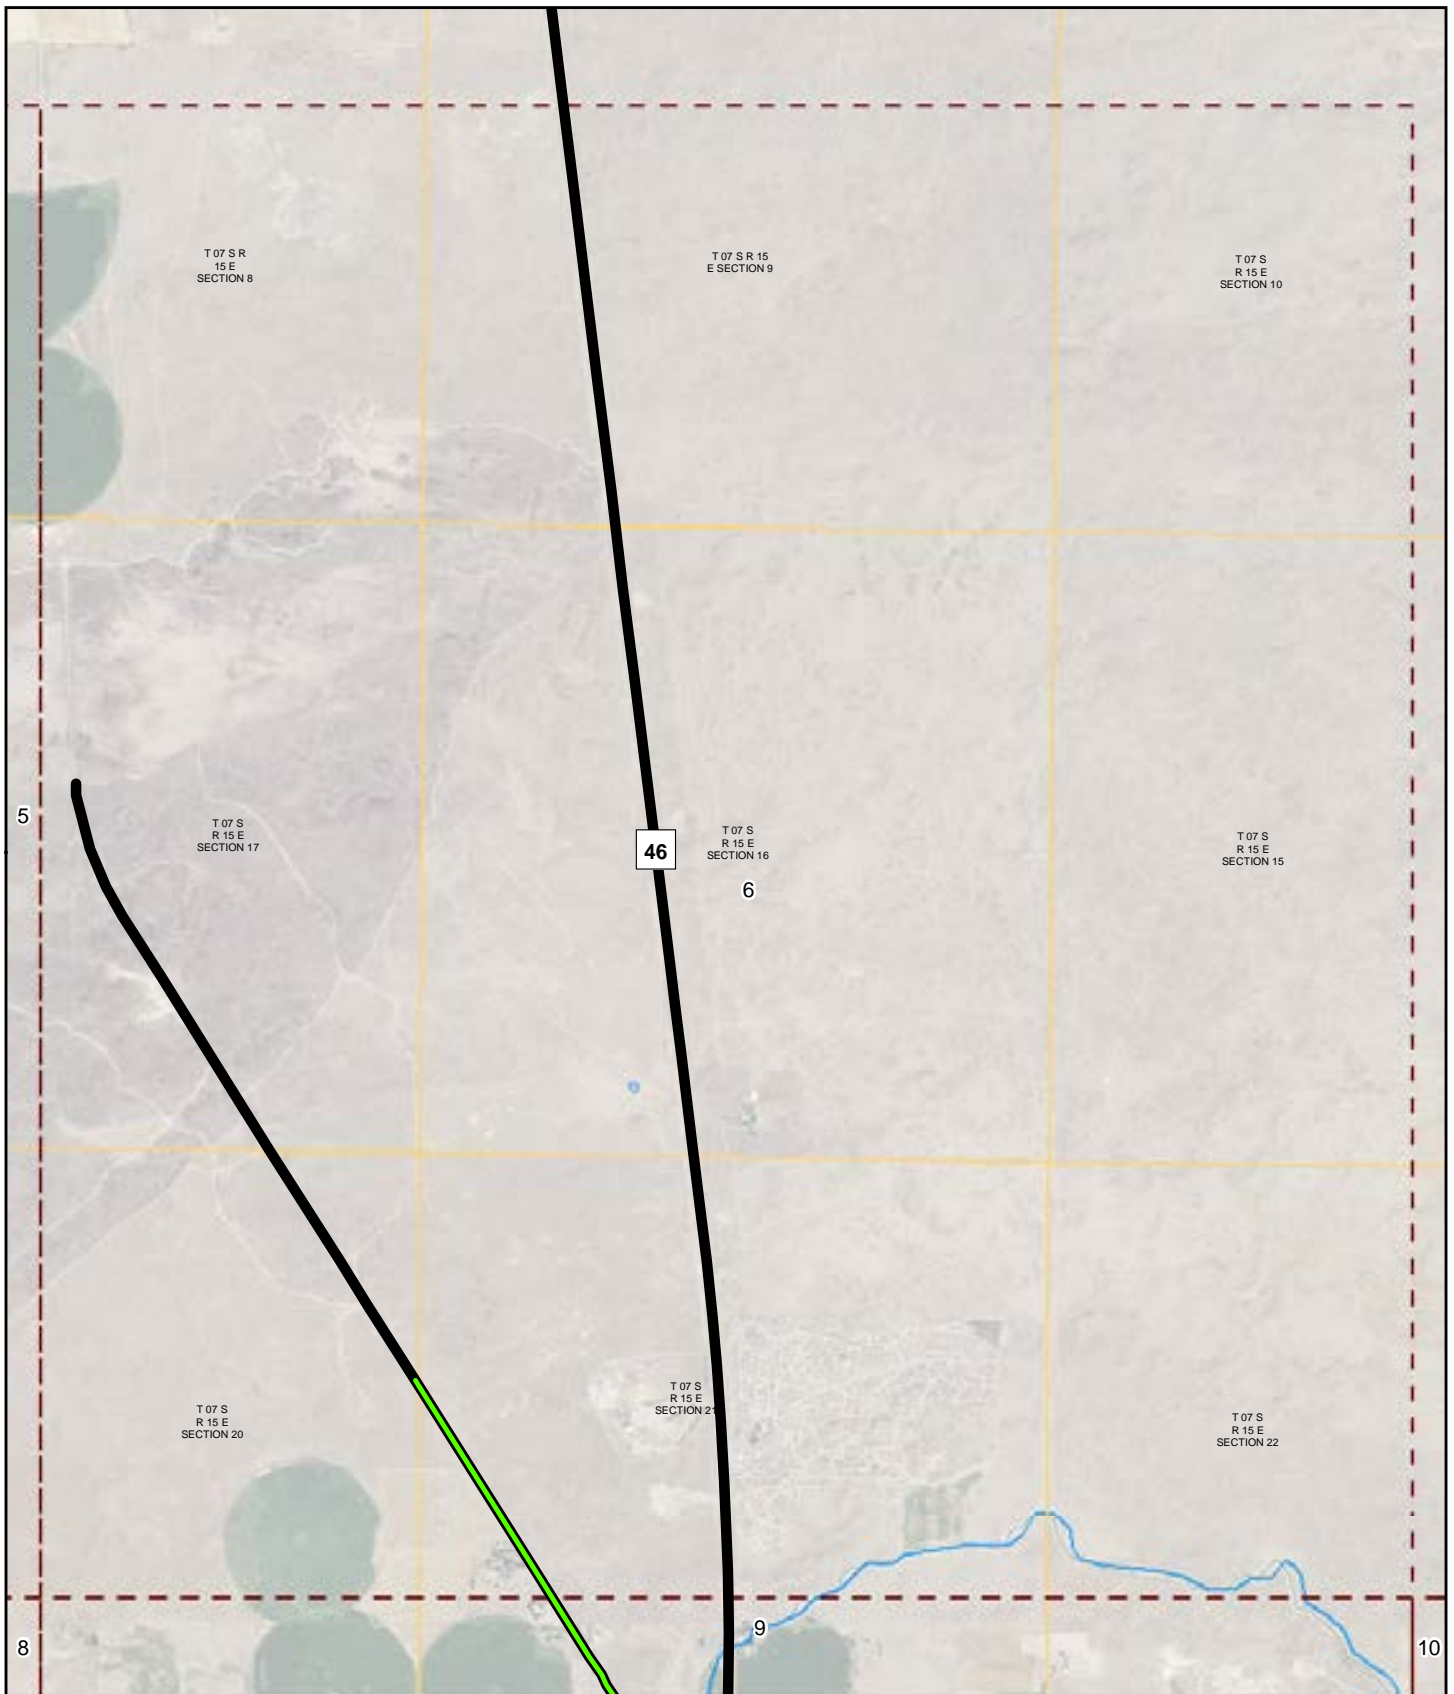 T 07 S R
15 E
SECTION 8
T 07 S R 15
E SECTION 9
T 07 S
R 15 E
SECTION 10
5
T 07 S
R 15 E
SECTION 17
46
T 07 S
R 15 E
SECTION 16
6
T 07 S
R 15 E
SECTION 15
T 07 S
R 15 E
SECTION 20
T 07 S
R 15 E
SECTION 21
T 07 S
R 15 E
SECTION 22
8
9
10